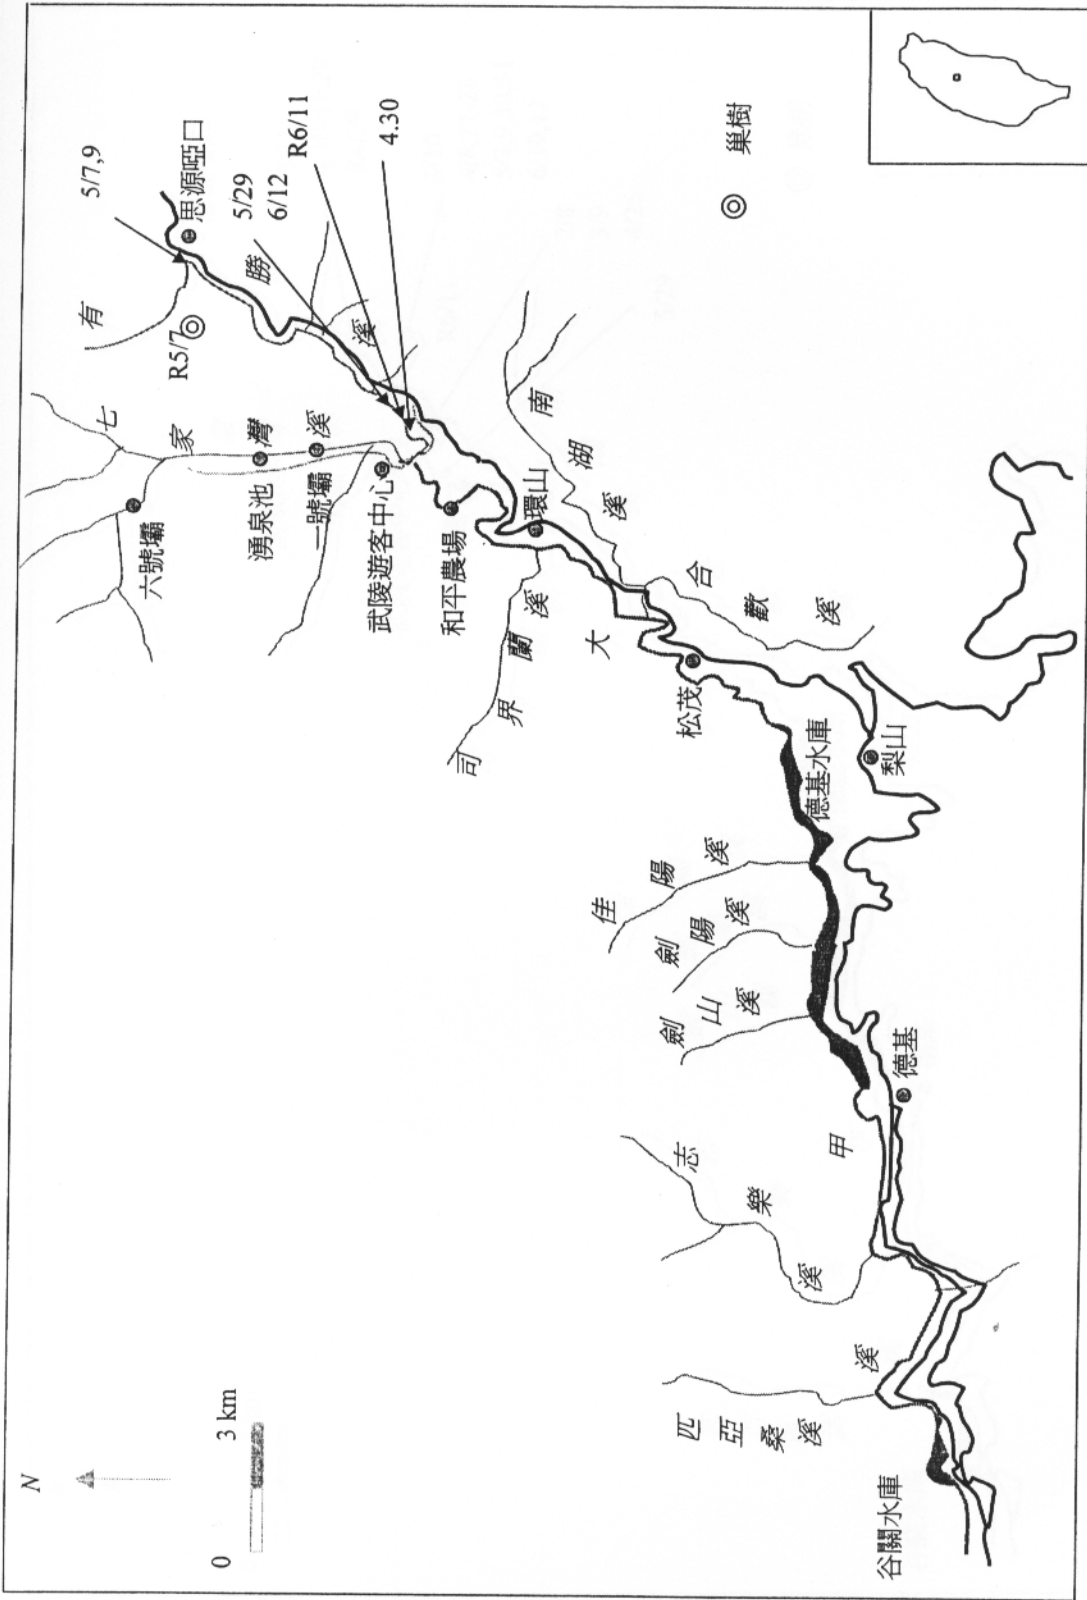 N
0 3 km
5/7,9
思源啞口
有
勝
溪
R5/7
5/29
6/12
R6/11
4.30
巢樹
七
家
灣
溪
六號壩
湧泉池
一號壩
武陵遊客中心
和平農場
環山
南
湖
溪
司
界
蘭
溪
大
合
歡
溪
松茂
德基水庫
梨山
佳
陽
溪
劍
陽
溪
劍
山
溪
德基
甲
志
樂
溪
溪
匹
亞
桑
溪
谷關水庫